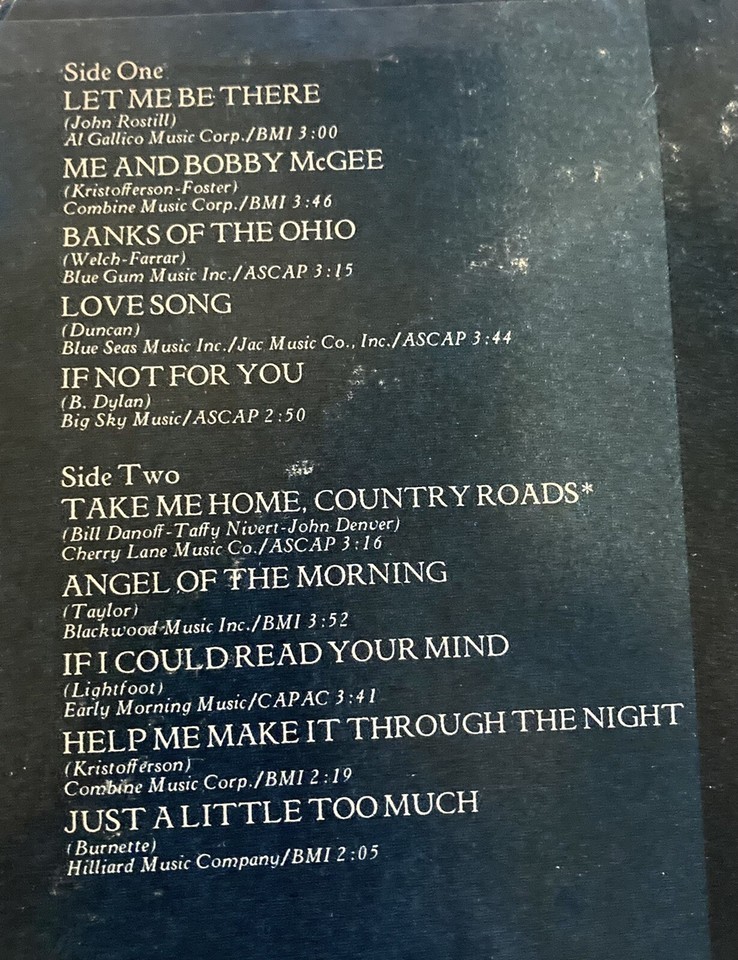 Side One
LET ME BE THERE
(John Rostill)
Al Gallico Music Corp./BMI 3:00
ME AND BOBBY McGEE
(Kristofferson-Foster)
Combine Music Corp./BMI 3:46
BANKS OF THE OHIO
(Welch-Farrar)
Blue Gum Music Inc./ASCAP 3:15
LOVE SONG
(Duncan)
Blue Seas Music Inc./Jac Music Co., Inc./ASCAP 3:44
IF NOT FOR YOU
(B. Dylan)
Big Sky Music/ASCAP 2:50
Side Two
TAKE ME HOME, COUNTRY ROADS*
(Bill Danoff-Taffy Nivert-John Denver)
Cherry Lane Music Co./ASCAP 3:16
ANGEL OF THE MORNING
(Taylor)
Blackwood Music Inc./BMI 3:52
IF I COULD READ YOUR MIND
(Lightfoot)
Early Morning Music/CAPAC 3:41
HELP ME MAKE IT THROUGH THE NIGHT
(Kristofferson)
Combine Music Corp./BMI 2:19
JUST A LITTLE TOO MUCH
(Burnette)
Hilliard Music Company/BMI 2:05